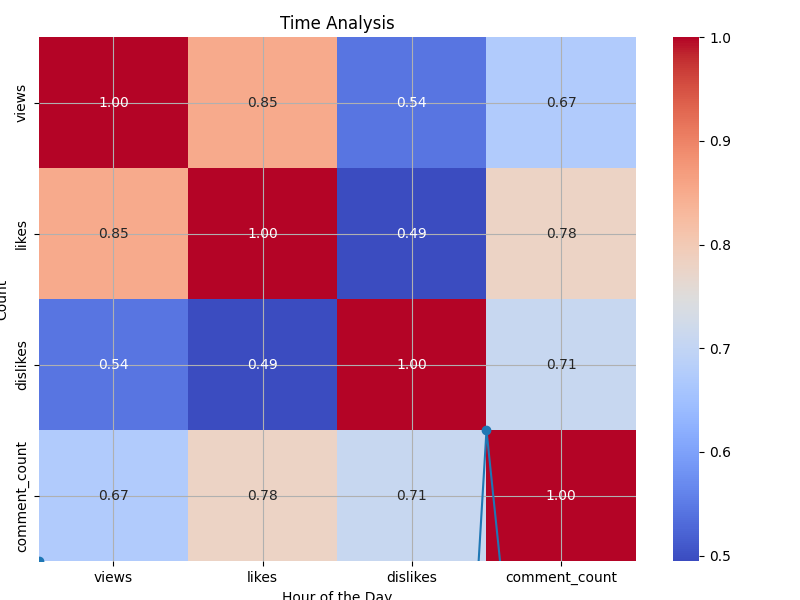 Time Analysis
views 1.00 0.85 0.54 0.67
likes 0.85 1.00 0.49 0.78
dislikes 0.54 0.49 1.00 0.71
comment_count 0.67 0.78 0.71 1.00
views likes dislikes comment_count
Hour of the Day
Count
1.0
0.9
0.8
0.7
0.6
0.5